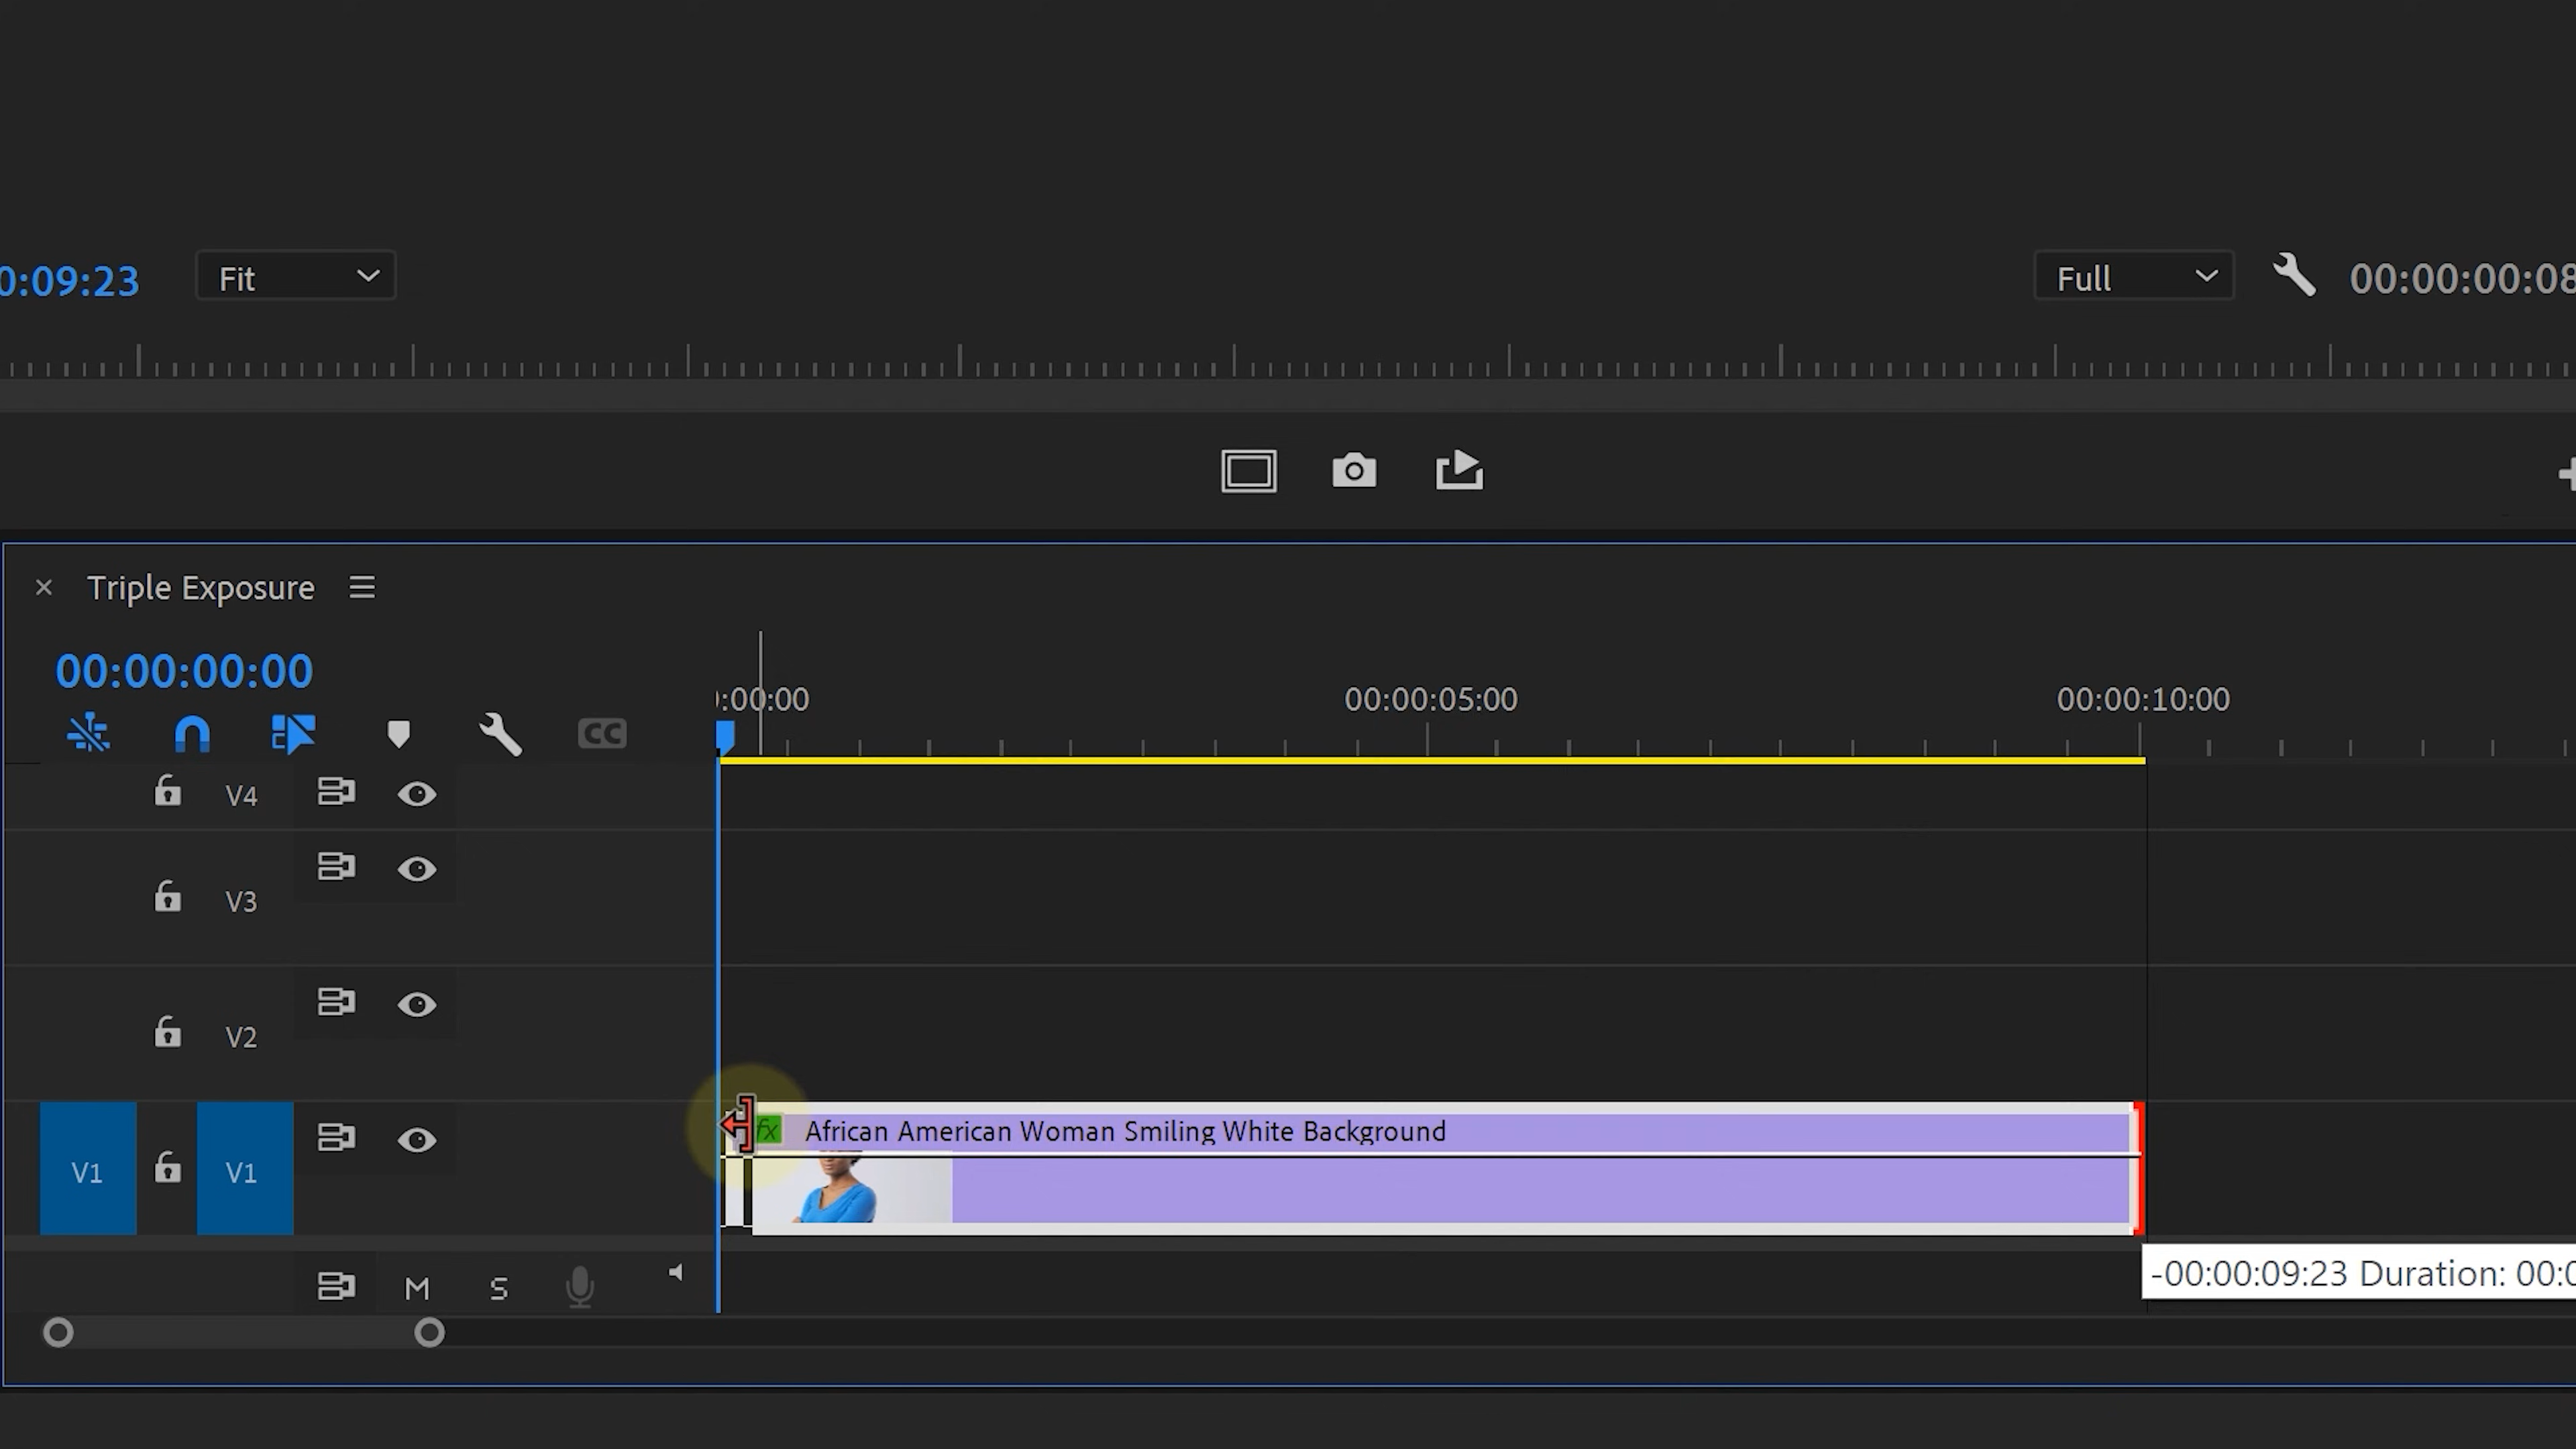 0:09:23 Fit Full 00:00:00:08
Triple Exposure
00:00:00:00
:00:00 00:00:05:00 00:00:10:00
CC
V4
V3
V2
fx African American Woman Smiling White Background
V1 V1
-00:00:09:23 Duration: 00:0
M S